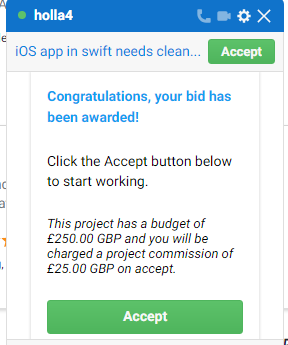 holla4
iOS app in swift needs clean...
Accept
Congratulations, your bid has
been awarded!
Click the Accept button below
to start working.
This project has a budget of
£250.00 GBP and you will be
charged a project commission of
£25.00 GBP on accept.
Accept